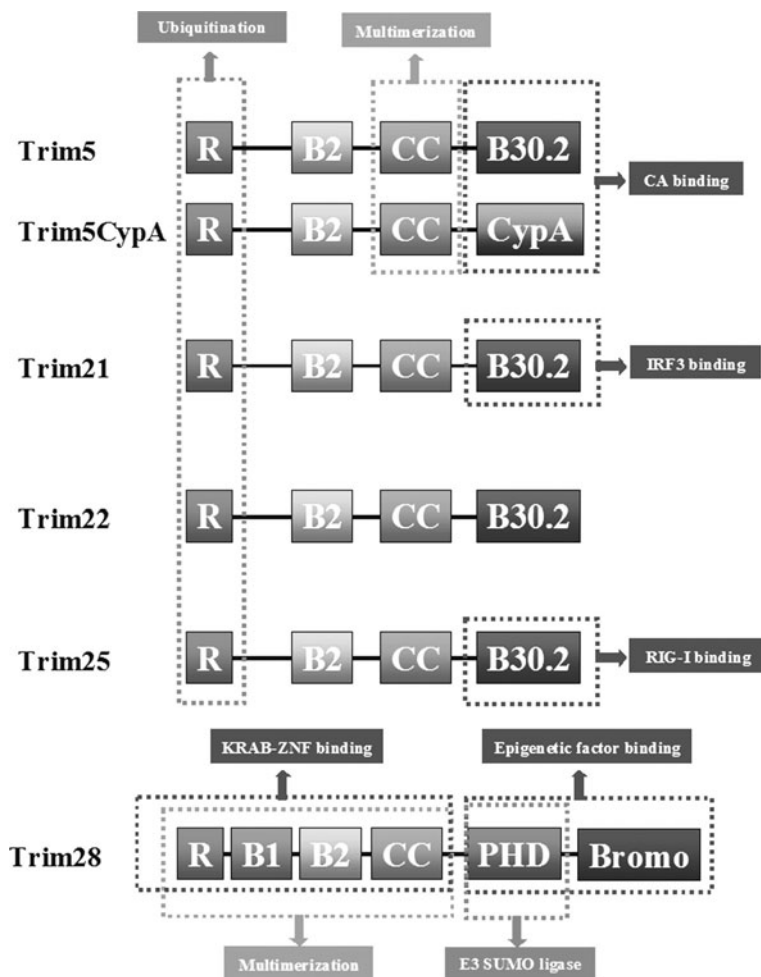 Ubiquitination Multimerization
Trim5 R B2 CC B30.2
CA binding
Trim5CypA R B2 CC CypA
Trim21 R B2 CC B30.2 IRF3 binding
Trim22 R B2 CC B30.2
Trim25 R B2 CC B30.2 RIG-I binding
KRAB-ZNF binding Epigenetic factor binding
Trim28 R B1 B2 CC PHD Bromo
Multimerization E3 SUMO ligase